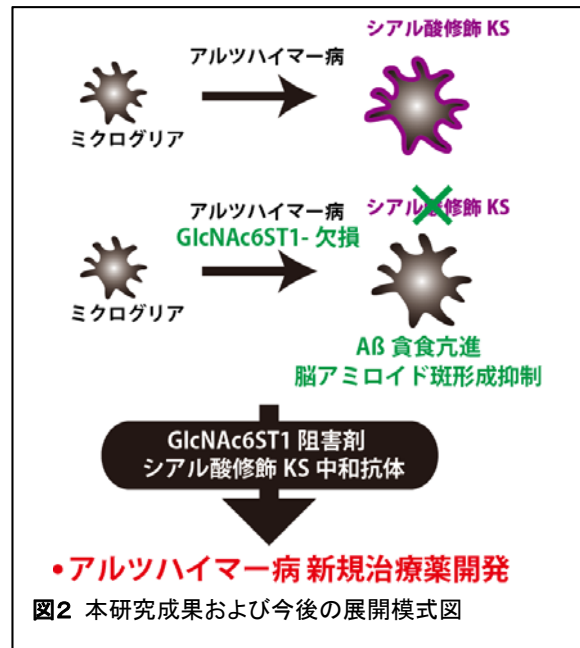 シアル酸修飾 KS
アルツハイマー病
ミクログリア
アルツハイマー病
シアル酸修飾 KS
GlcNAc6ST1- 欠損
ミクログリア
Aß 貪食亢進
脳アミロイド斑形成抑制
GlcNAc6ST1 阻害剤
シアル酸修飾 KS 中和抗体
•アルツハイマー病 新規治療薬開発
図2 本研究成果および今後の展開模式図